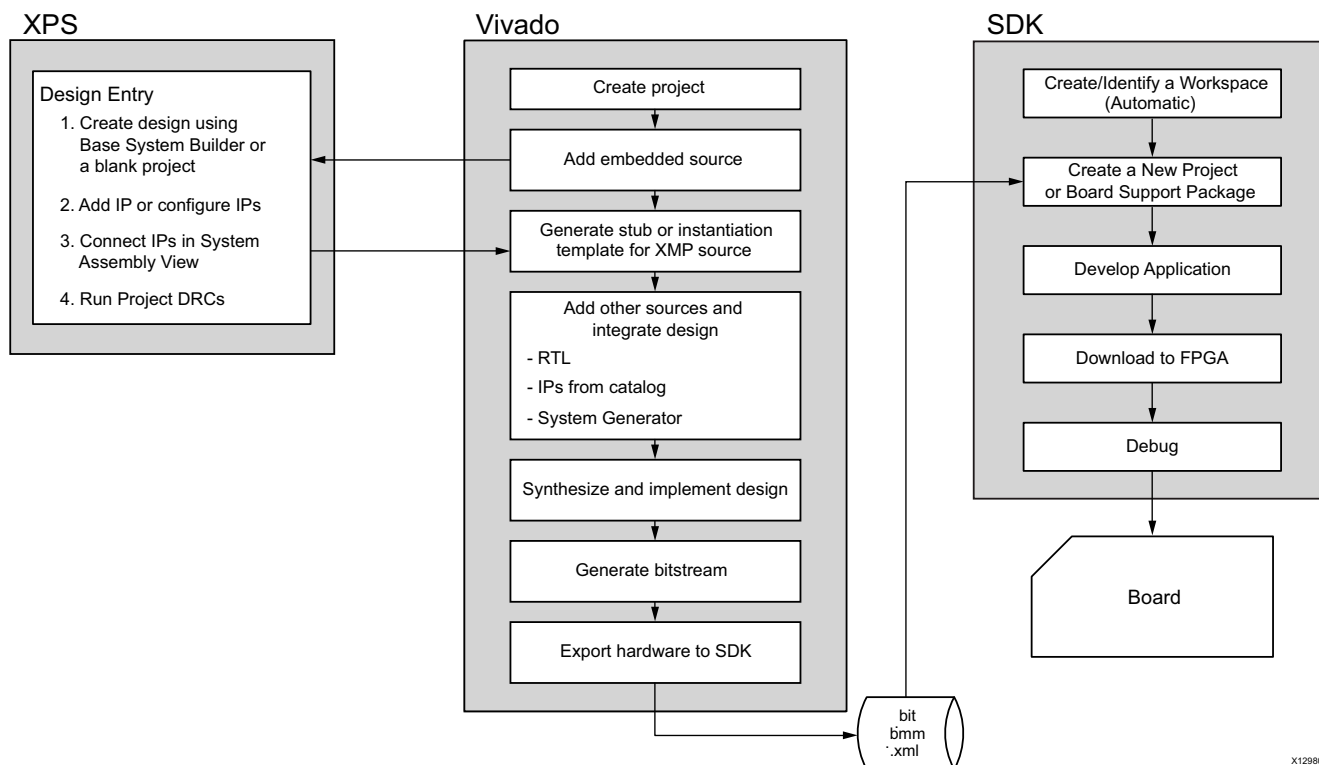 XPS
Design Entry
1. Create design using
Base System Builder or
a blank project
2. Add IP or configure IPs
3. Connect IPs in System
Assembly View
4. Run Project DRCs
Vivado
Create project
Add embedded source
Generate stub or instantiation
template for XMP source
Add other sources and
integrate design
- RTL
- IPs from catalog
- System Generator
Synthesize and implement design
Generate bitstream
Export hardware to SDK
bit
bmm
.xml
SDK
Create/Identify a Workspace
(Automatic)
Create a New Project
or Board Support Package
Develop Application
Download to FPGA
Debug
Board